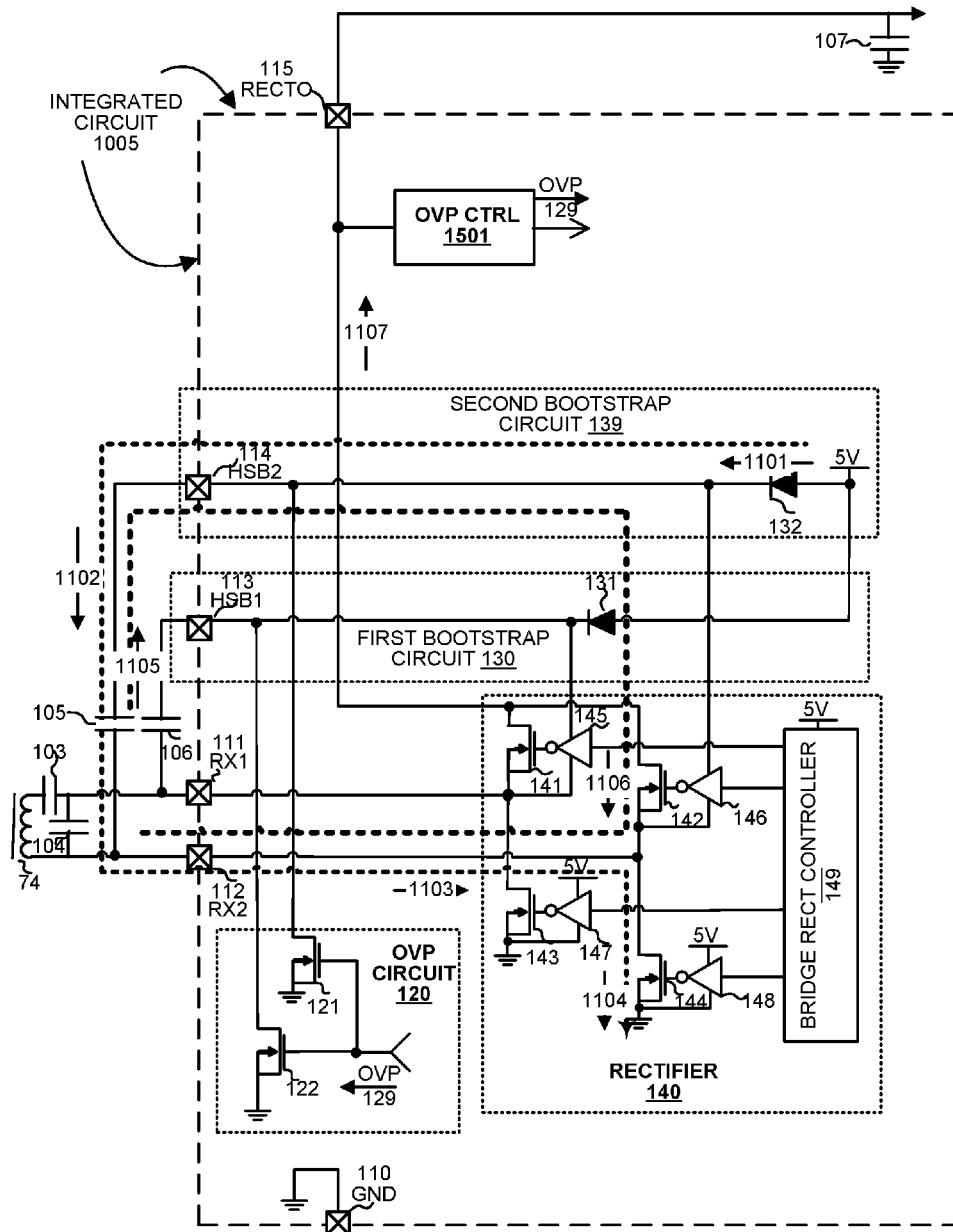 107
115
RECTO
INTEGRATED
CIRCUIT
1005
OVP
129
OVP CTRL
1501
1107
SECOND BOOTSTRAP
CIRCUIT 139
114
HSB2
1101
5V
132
1102
113
HSB1
131
FIRST BOOTSTRAP
CIRCUIT 130
1105
105
106
103
111
RX1
145
5V
141
1106
142
146
104
74
112
RX2
1103
5V
143
147
5V
1104
144
148
BRIDGE RECT CONTROLLER
149
OVP
CIRCUIT
120
121
122
OVP
129
RECTIFIER
140
110
GND